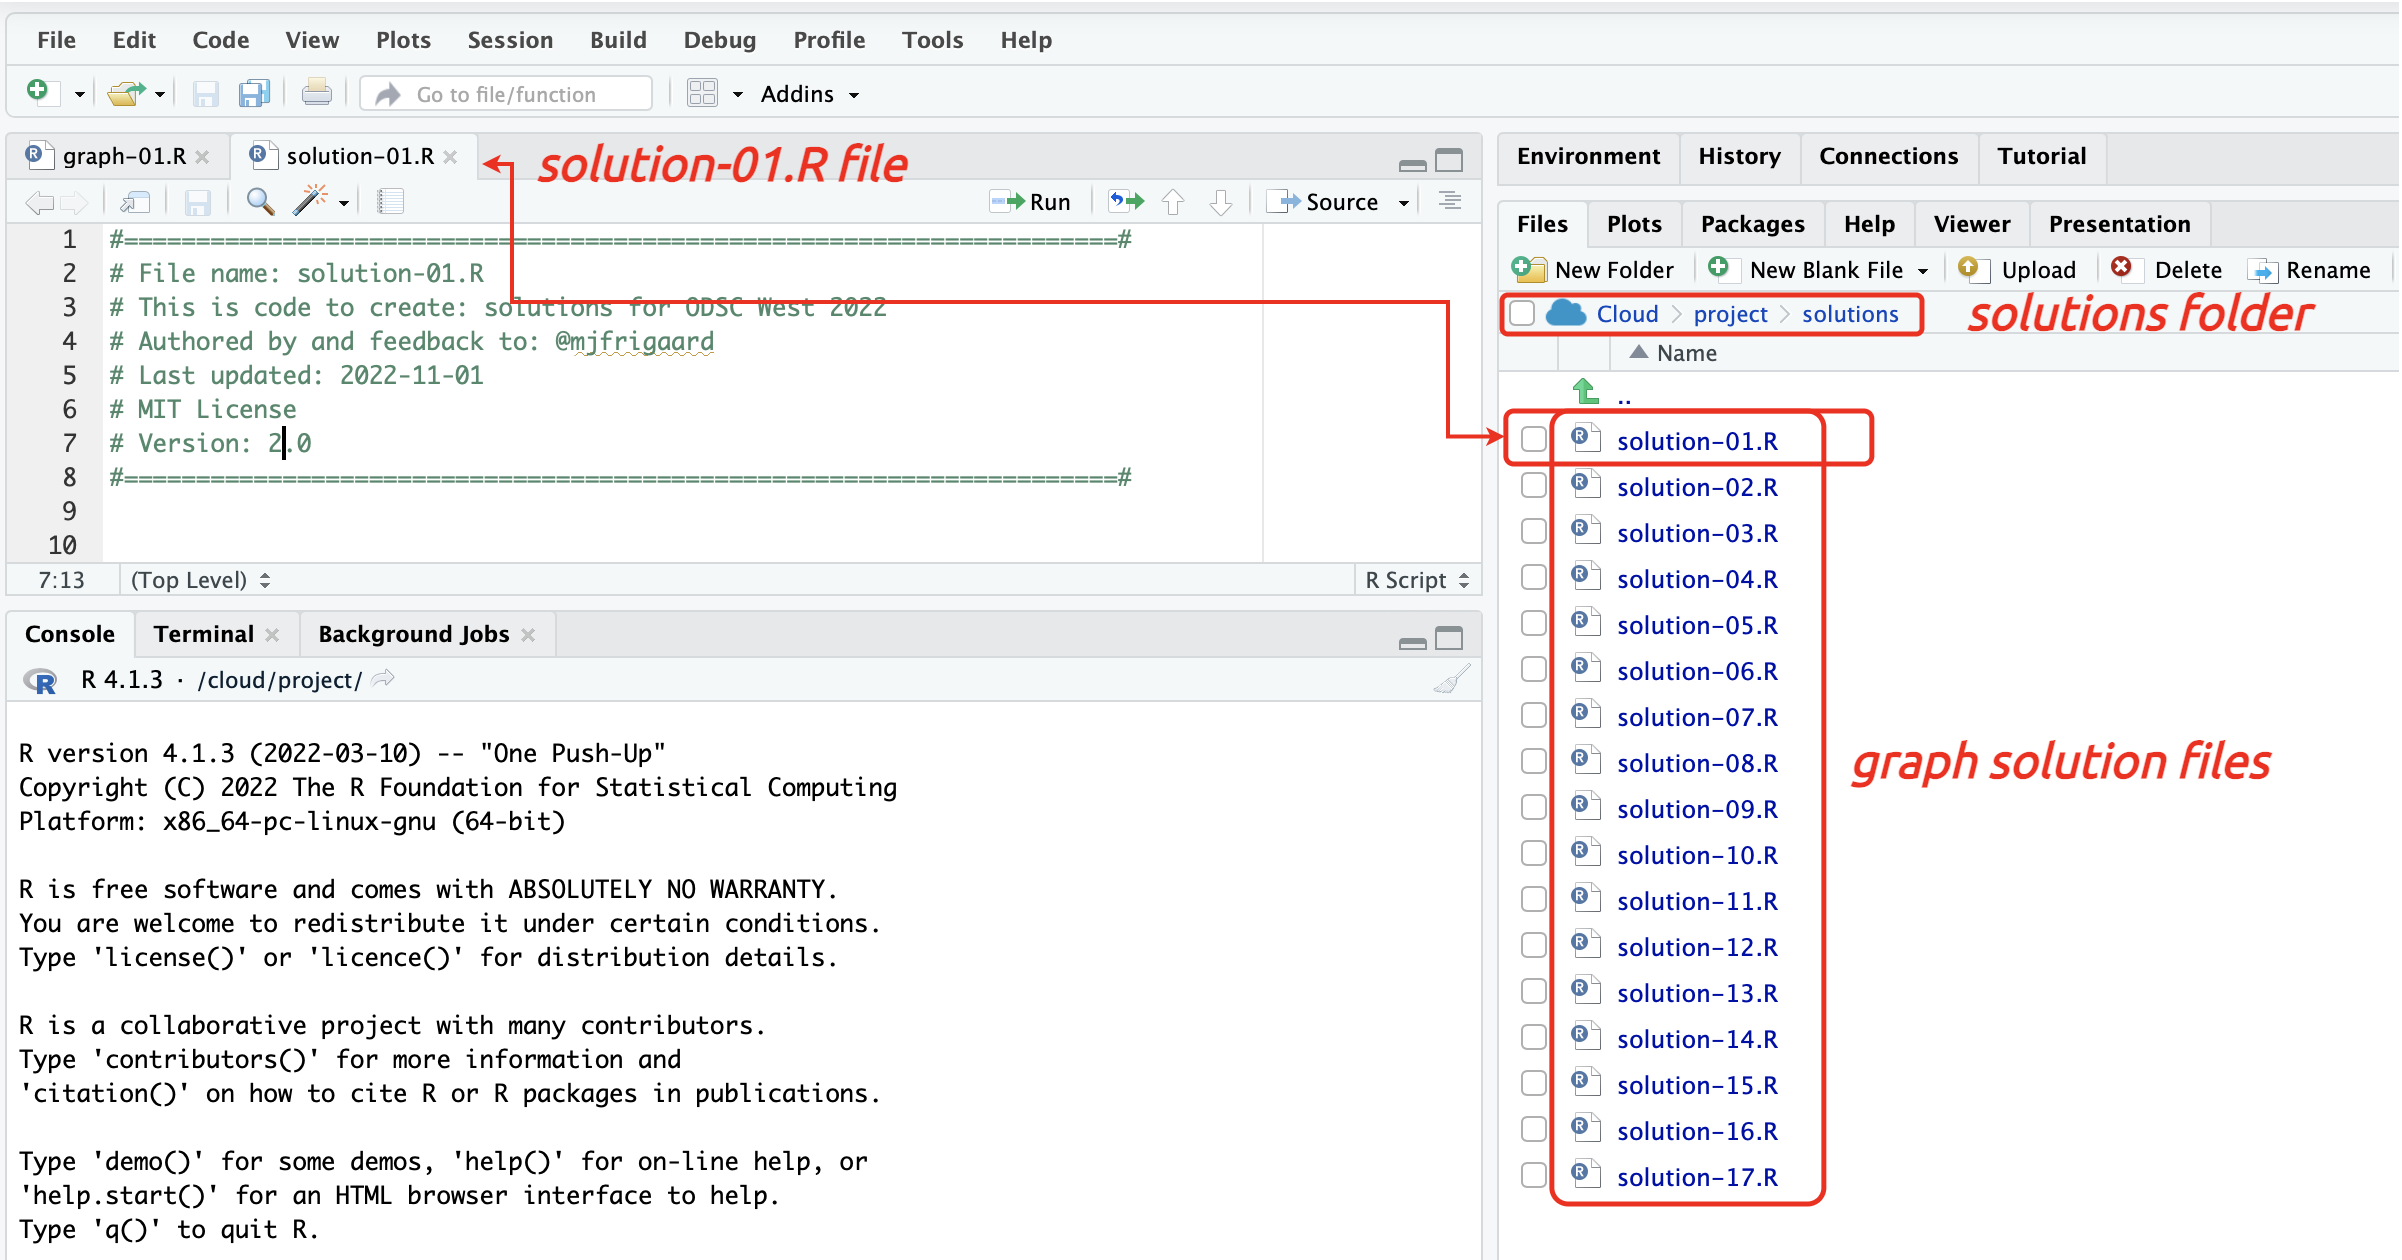 File Edit Code View Plots Session Build Debug Profile Tools Help
Go to file/function Addins
graph-01.R solution-01.R
solution-01.R file
Run Source
1 #=====================================================================#
2 # File name: solution-01.R
3 # This is code to create: solutions for ODSC West 2022
4 # Authored by and feedback to: @mjfrigaard
5 # Last updated: 2022-11-01
6 # MIT License
7 # Version: 2.0
8 #=====================================================================#
9
10
7:13 (Top Level) R Script
Console Terminal Background Jobs
R 4.1.3 · /cloud/project/
R version 4.1.3 (2022-03-10) -- "One Push-Up"
Copyright (C) 2022 The R Foundation for Statistical Computing
Platform: x86_64-pc-linux-gnu (64-bit)
R is free software and comes with ABSOLUTELY NO WARRANTY.
You are welcome to redistribute it under certain conditions.
Type 'license()' or 'licence()' for distribution details.
R is a collaborative project with many contributors.
Type 'contributors()' for more information and
'citation()' on how to cite R or R packages in publications.
Type 'demo()' for some demos, 'help()' for on-line help, or
'help.start()' for an HTML browser interface to help.
Type 'q()' to quit R.
Environment History Connections Tutorial
Files Plots Packages Help Viewer Presentation
New Folder New Blank File Upload Delete Rename
Cloud project solutions
solutions folder
Name
..
solution-01.R
solution-02.R
solution-03.R
solution-04.R
solution-05.R
solution-06.R
solution-07.R
solution-08.R
solution-09.R
solution-10.R
solution-11.R
solution-12.R
solution-13.R
solution-14.R
solution-15.R
solution-16.R
solution-17.R
graph solution files